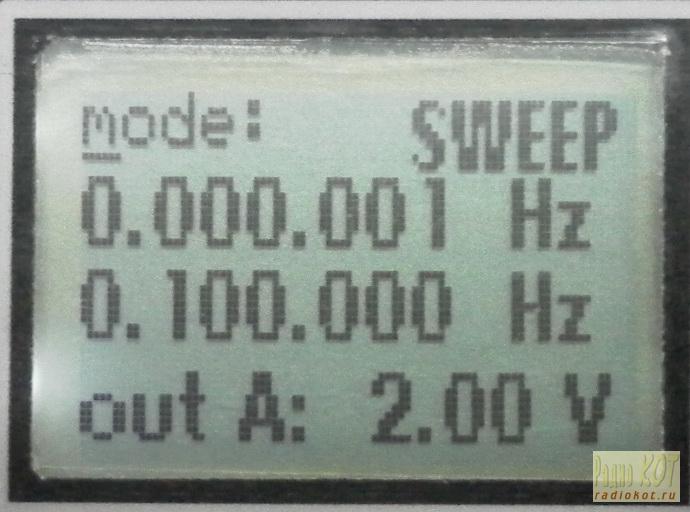 mode: SWEEP
0.000.001 Hz
0.100.000 Hz
out A: 2.00 V
Радио КОТ
radiokot.ru